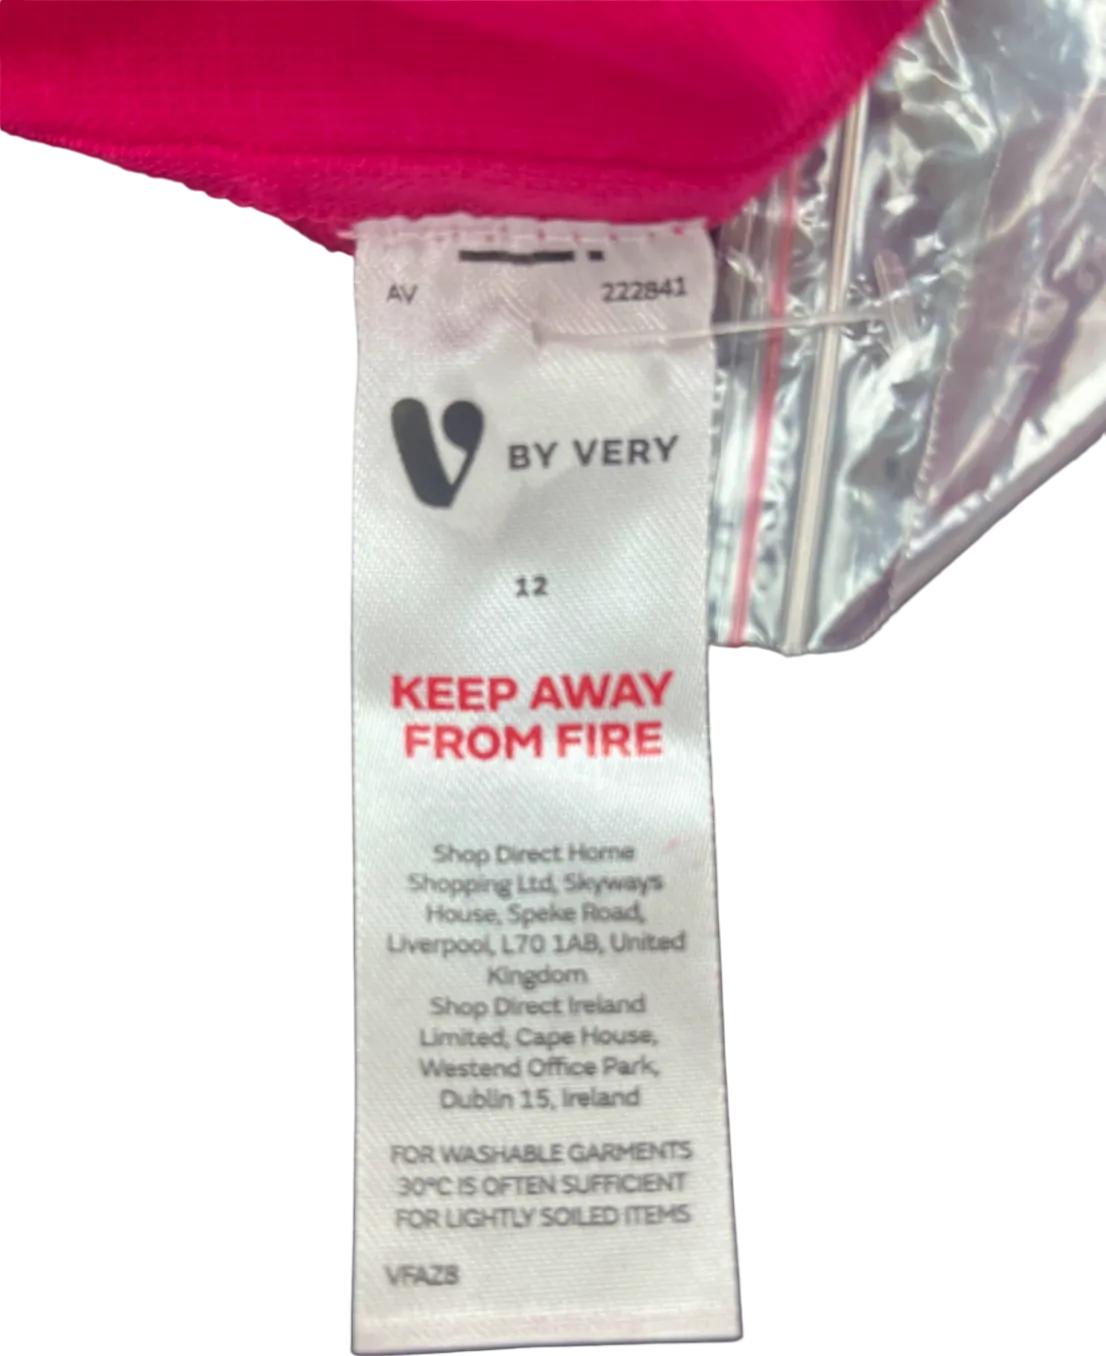 AV 222841
V BY VERY
12
KEEP AWAY
FROM FIRE
Shop Direct Home
Shopping Ltd, Skyways
House, Speke Road,
Liverpool, L70 1AB, United
Kingdom
Shop Direct Ireland
Limited, Cape House,
Westend Office Park,
Dublin 15, Ireland
FOR WASHABLE GARMENTS
30°C IS OFTEN SUFFICIENT
FOR LIGHTLY SOILED ITEMS
VFAZ8